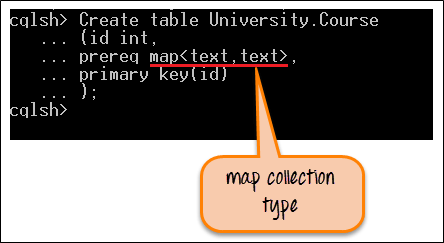 cqlsh> Create table University.Course
... (id int,
... prereq map<text,text>,
... primary key(id)
... );
cqlsh>
map collection
type